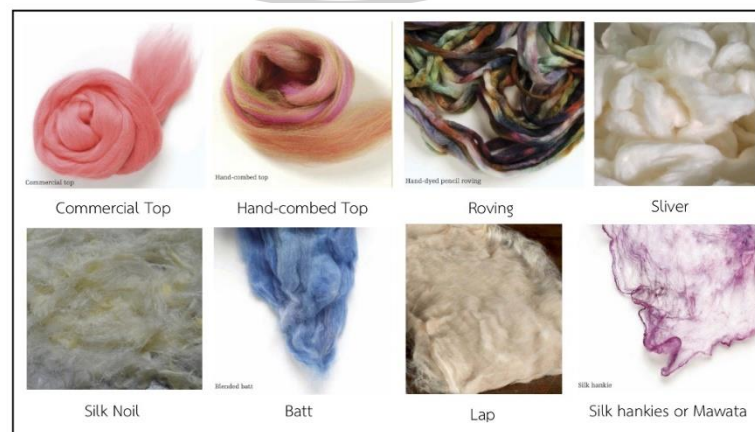 Commercial top
Hand-combed top
Hand-dyed pencil roving
Commercial Top
Hand-combed Top
Roving
Sliver
Blended batt
Silk hankie
Silk Noil
Batt
Lap
Silk hankies or Mawata